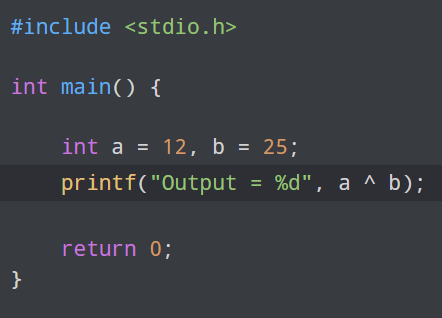 #include <stdio.h>
int main() {
    int a = 12, b = 25;
    printf("Output = %d", a ^ b);
    return 0;
}